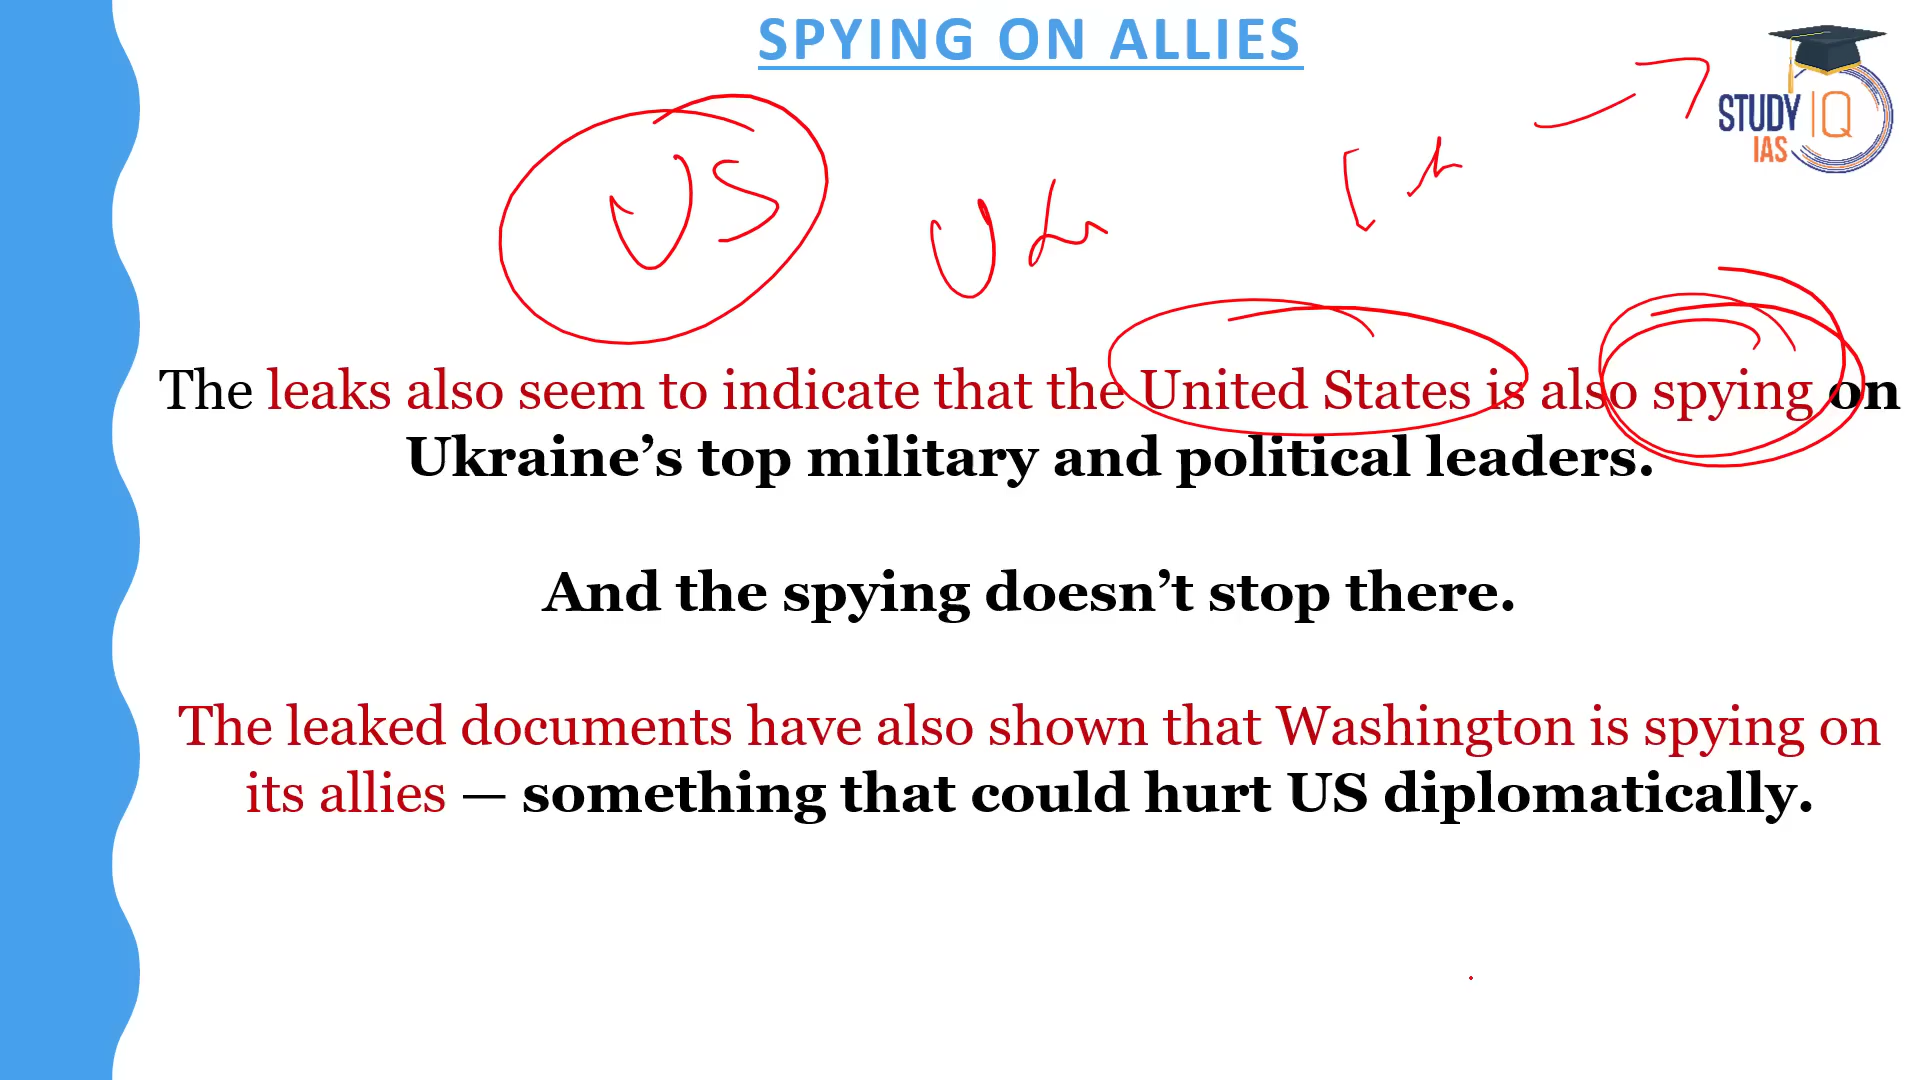 SPYING ON ALLIES
STUDY IQ
IAS
US
The leaks also seem to indicate that the United States is also spying on
Ukraine’s top military and political leaders.
And the spying doesn’t stop there.
The leaked documents have also shown that Washington is spying on
its allies — something that could hurt US diplomatically.